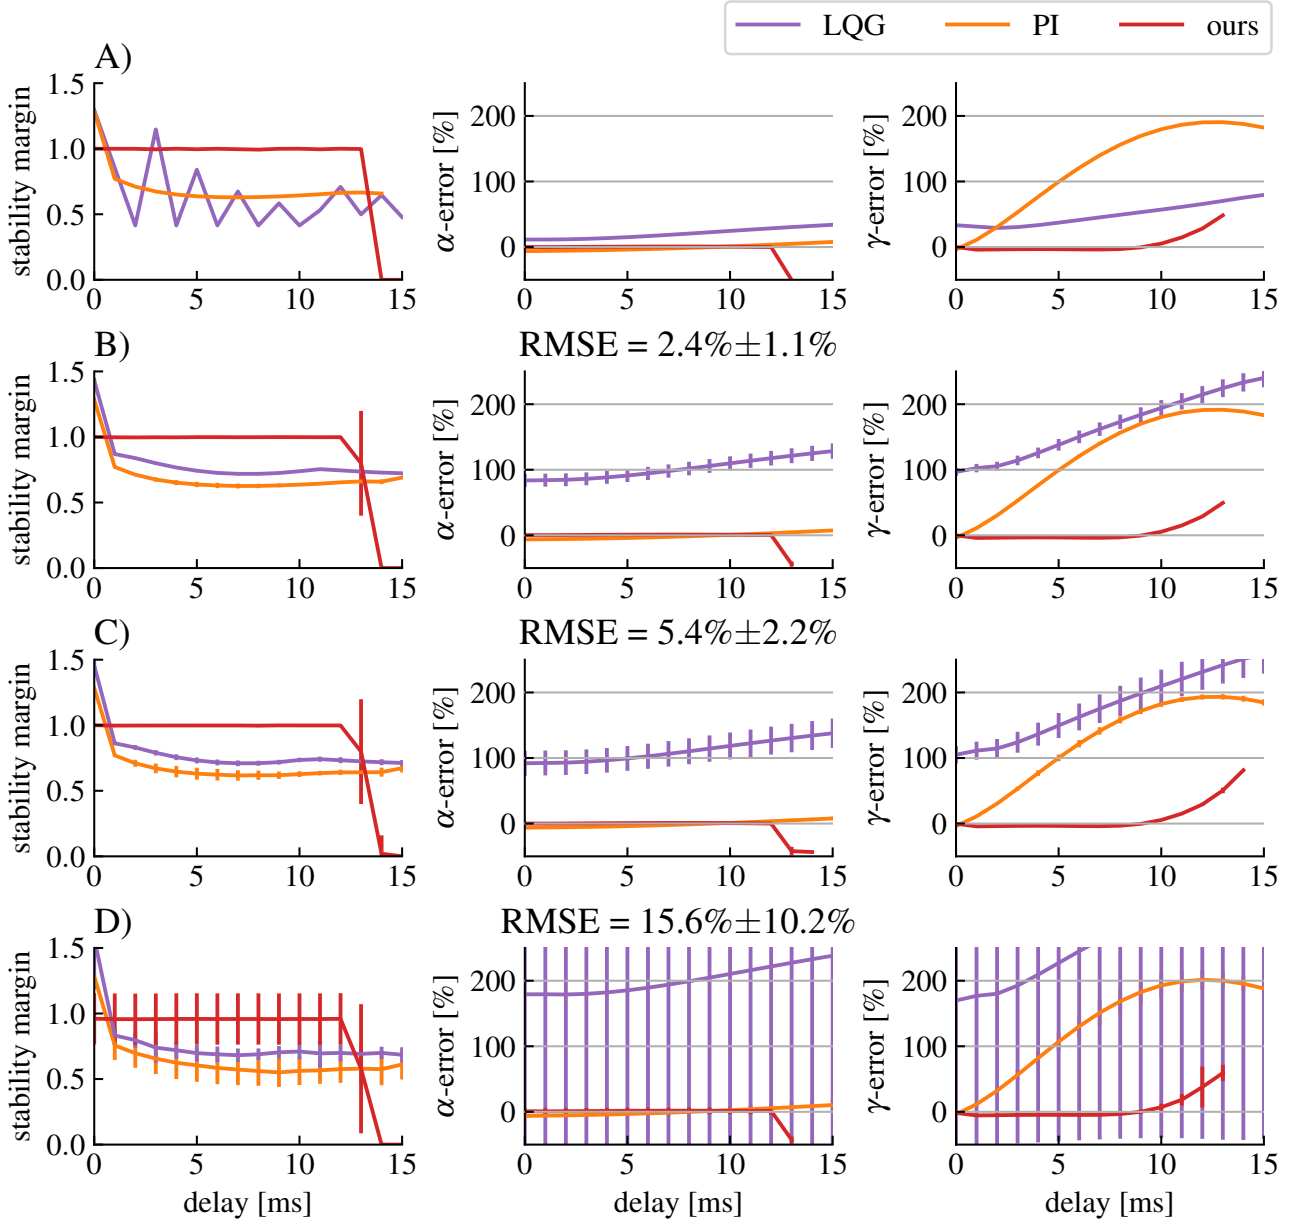 LQG PI ours
A)
stability margin
1.5
1.0
0.5
0.0
0 5 10 15
α-error [%]
200
100
0
0 5 10 15
γ-error [%]
200
100
0
0 5 10 15
B)
RMSE = 2.4%±1.1%
stability margin
1.5
1.0
0.5
0.0
0 5 10 15
α-error [%]
200
100
0
0 5 10 15
γ-error [%]
200
100
0
0 5 10 15
C)
RMSE = 5.4%±2.2%
stability margin
1.5
1.0
0.5
0.0
0 5 10 15
α-error [%]
200
100
0
0 5 10 15
γ-error [%]
200
100
0
0 5 10 15
D)
RMSE = 15.6%±10.2%
stability margin
1.5
1.0
0.5
0.0
0 5 10 15
delay [ms]
α-error [%]
200
100
0
0 5 10 15
delay [ms]
γ-error [%]
200
100
0
0 5 10 15
delay [ms]